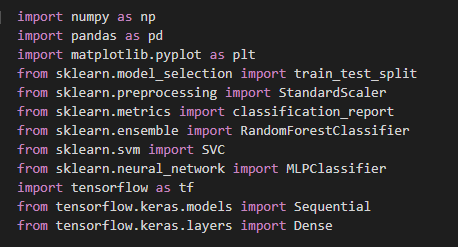 import numpy as np
import pandas as pd
import matplotlib.pyplot as plt
from sklearn.model_selection import train_test_split
from sklearn.preprocessing import StandardScaler
from sklearn.metrics import classification_report
from sklearn.ensemble import RandomForestClassifier
from sklearn.svm import SVC
from sklearn.neural_network import MLPClassifier
import tensorflow as tf
from tensorflow.keras.models import Sequential
from tensorflow.keras.layers import Dense